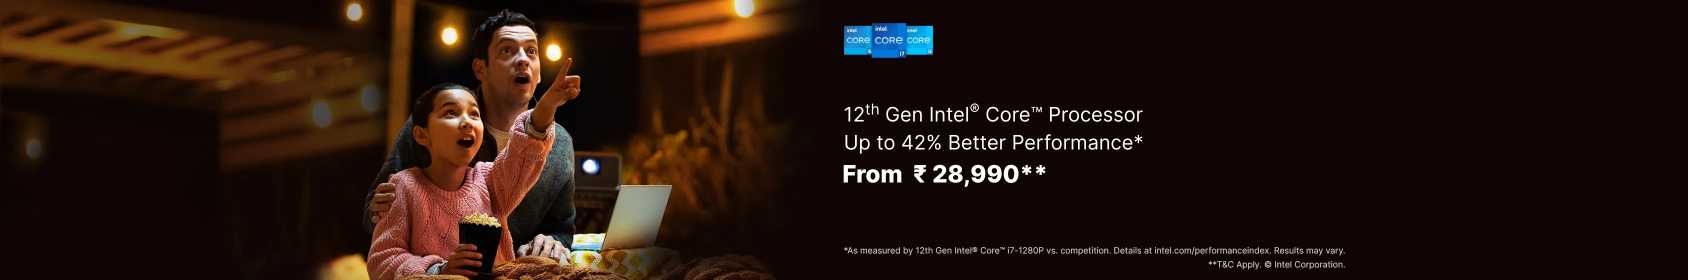 intel
CORE
intel
CORE
i7
intel
CORE
12th Gen Intel® Core™ Processor
Up to 42% Better Performance*
From ₹ 28,990**
*As measured by 12th Gen Intel® Core™ i7-1280P vs. competition. Details at intel.com/performanceindex. Results may vary.
**T&C Apply. © Intel Corporation.